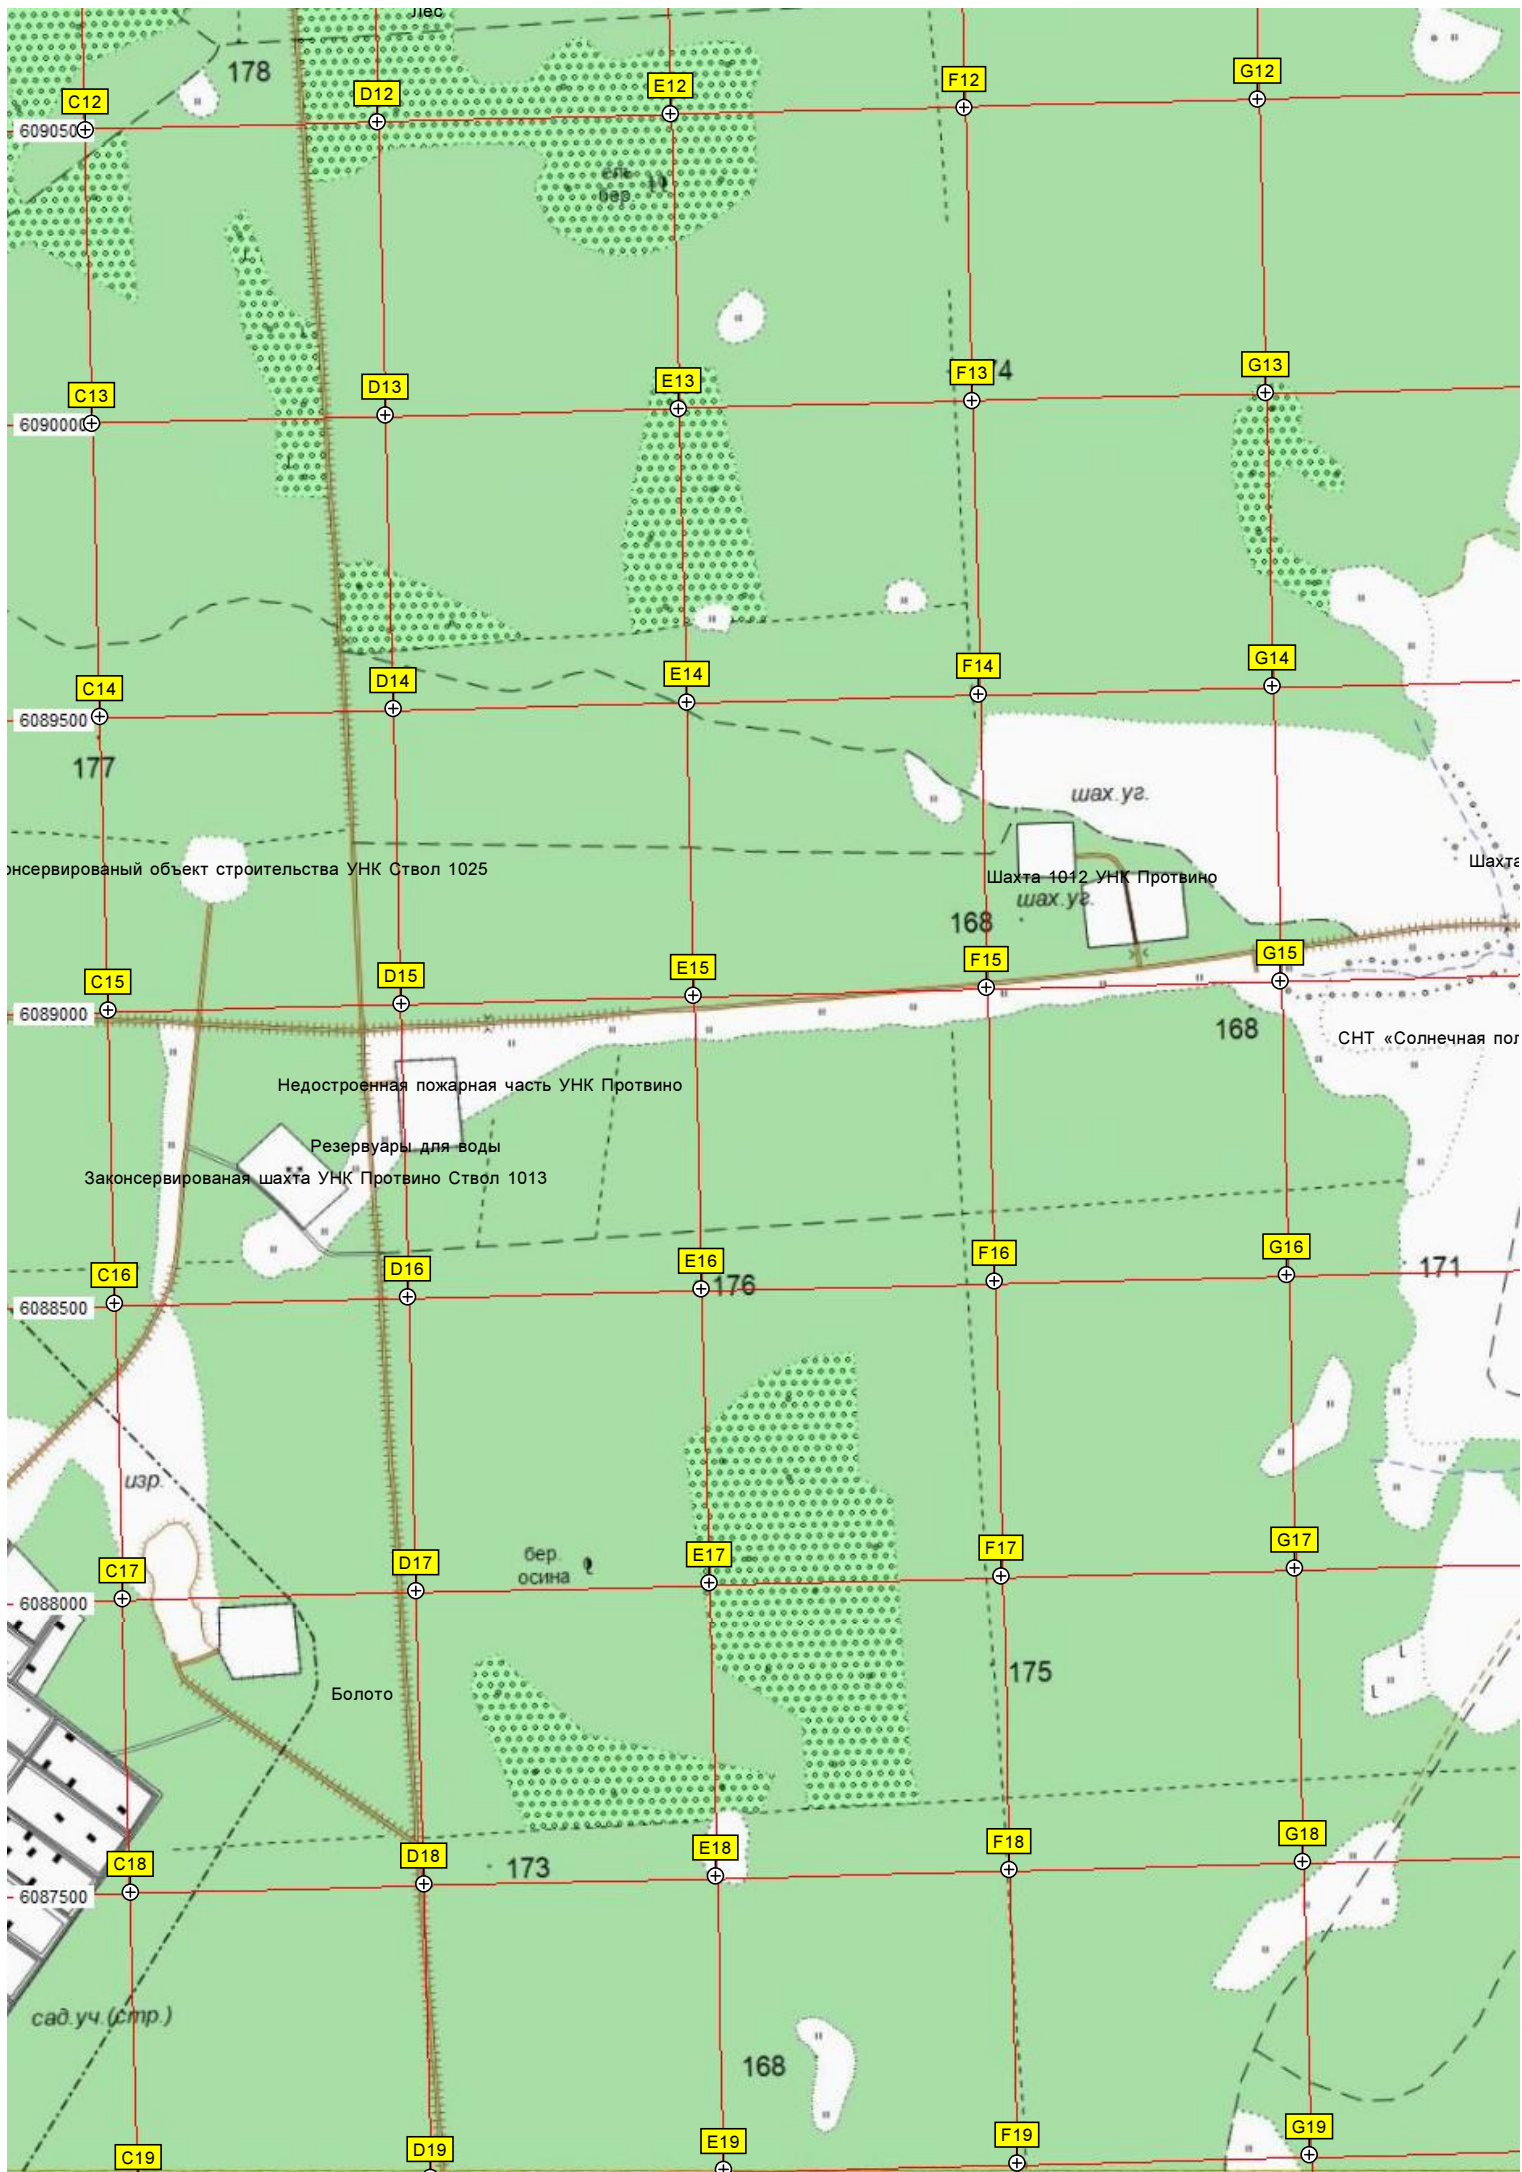 Лес
178
C12
D12
E12
F12
G12
6090500
ель
бер.
C13
D13
E13
F13
G13
6090000
C14
D14
E14
F14
G14
6089500
177
шах.уг.
онсервированый объект строительства УНК Ствол 1025
Шахта
Шахта 1012 УНК Протвино
шах.уг.
168
C15
D15
E15
F15
G15
6089000
168
СНТ «Солнечная пол
Недостроенная пожарная часть УНК Протвино
Резервуары для воды
Законсервированая шахта УНК Протвино Ствол 1013
C16
D16
E16
F16
G16
176
171
6088500
изр.
бер.
осина
C17
D17
E17
F17
G17
6088000
175
Болото
C18
D18
E18
F18
G18
173
6087500
сад.уч.(стр.)
168
C19
D19
E19
F19
G19